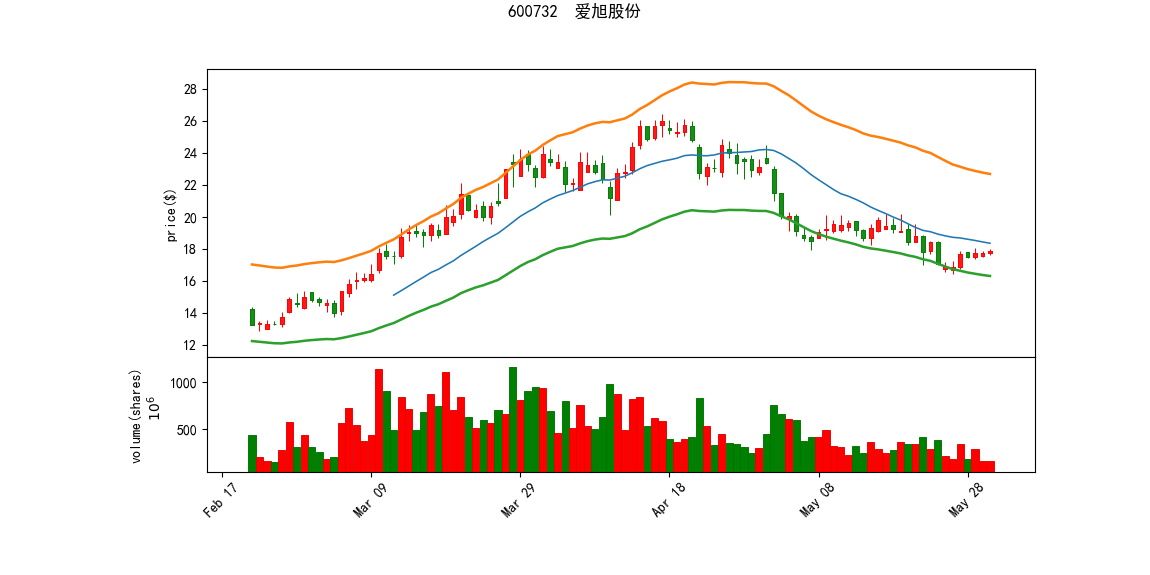 600732 爱旭股份
price($)
28
26
24
22
20
18
16
14
12
volume(shares)
10^6
1000
500
Feb 17
Mar 09
Mar 29
Apr 18
May 08
May 28